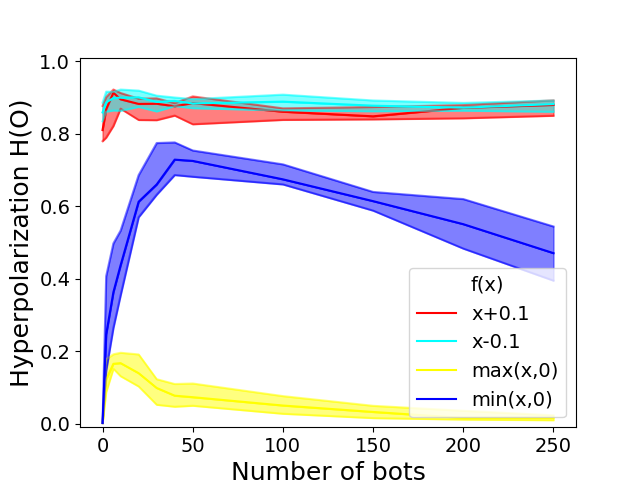 1.0
0.8
0.6
0.4
0.2
0.0
Hyperpolarization H(O)
f(x)
x+0.1
x-0.1
max(x,0)
min(x,0)
0 50 100 150 200 250
Number of bots